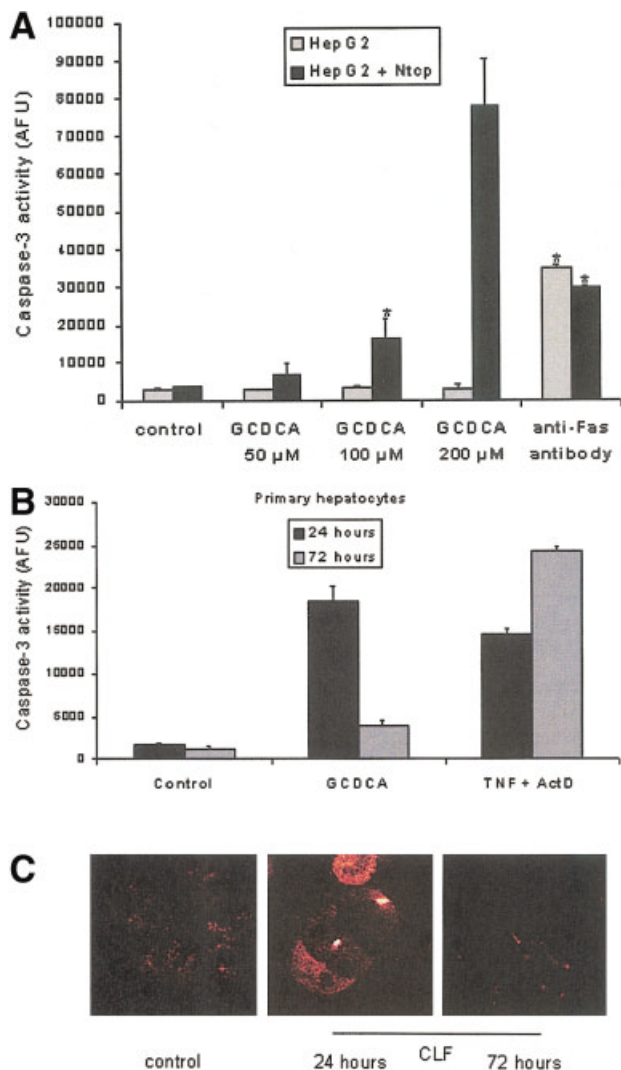 A
Caspase-3 activity (AFU)
100000
90000
80000
70000
60000
50000
40000
30000
20000
10000
0
Hep G2
Hep G2 + Ntcp
*
*
*
control
GCDCA
50 µM
GCDCA
100 µM
GCDCA
200 µM
anti-Fas
antibody
B
Primary hepatocytes
Caspase-3 activity (AFU)
30000
25000
20000
15000
10000
5000
0
24 hours
72 hours
Control
GCDCA
TNF + ActD
C
control
24 hours
CLF
72 hours